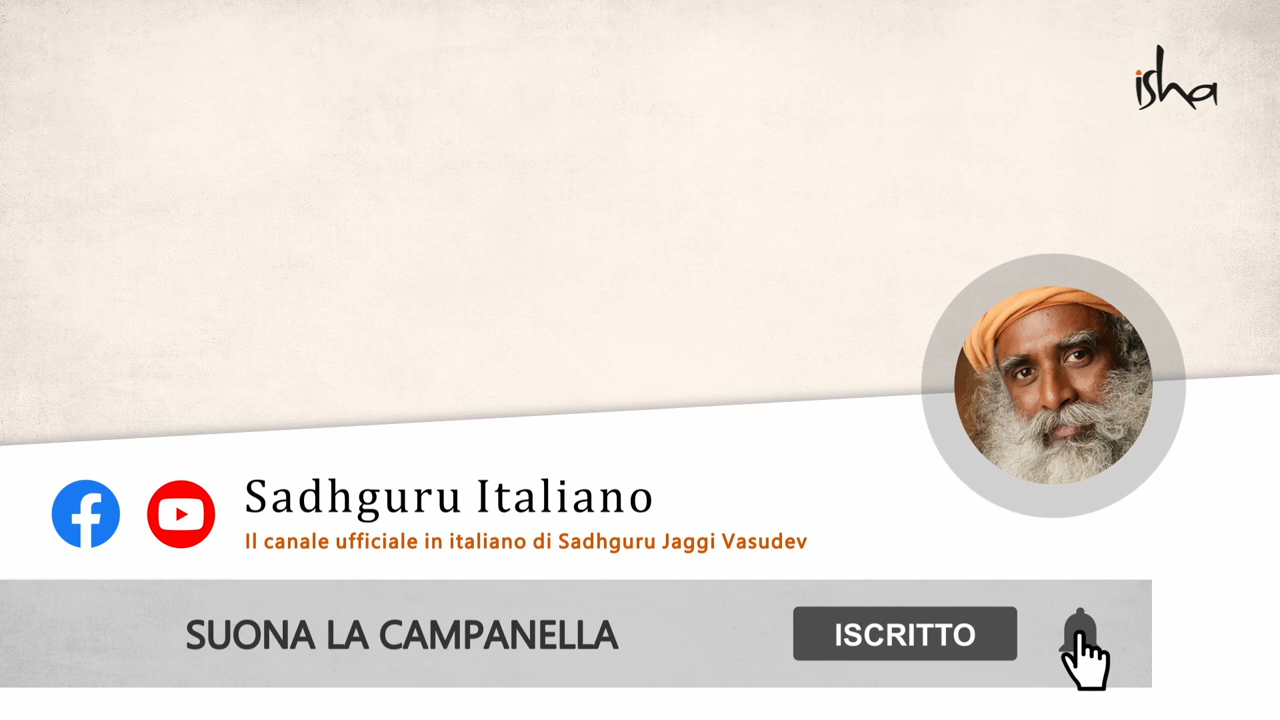 isha
Sadhguru Italiano
Il canale ufficiale in italiano di Sadhguru Jaggi Vasudev
SUONA LA CAMPANELLA
ISCRITTO